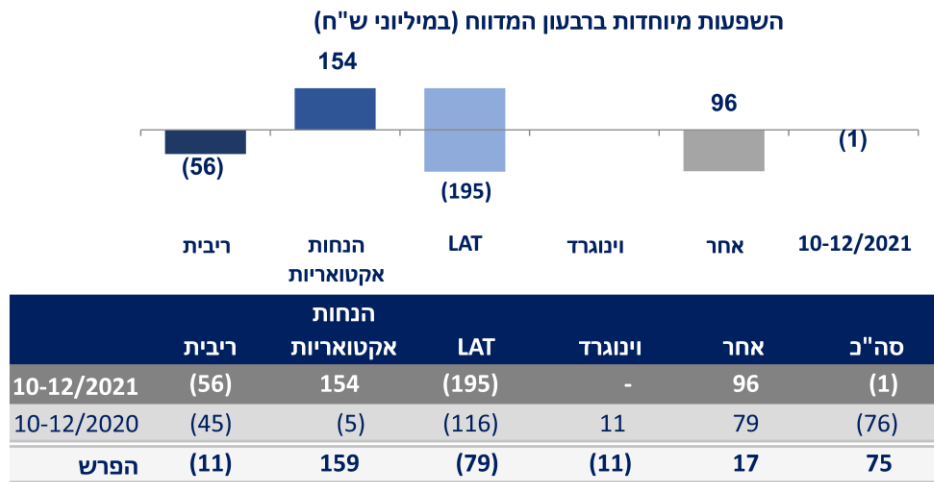 השפעות מיוחדות ברבעון המדווח (במיליוני ש"ח)
154
96
(1)
(56)
(195)
ריבית הנחות אקטואריות LAT וינוגרד אחר 10-12/2021
הנחות
ריבית אקטואריות LAT וינוגרד אחר סה"כ
10-12/2021 (56) 154 (195) - 96 (1)
10-12/2020 (45) (5) (116) 11 79 (76)
הפרש (11) 159 (79) (11) 17 75